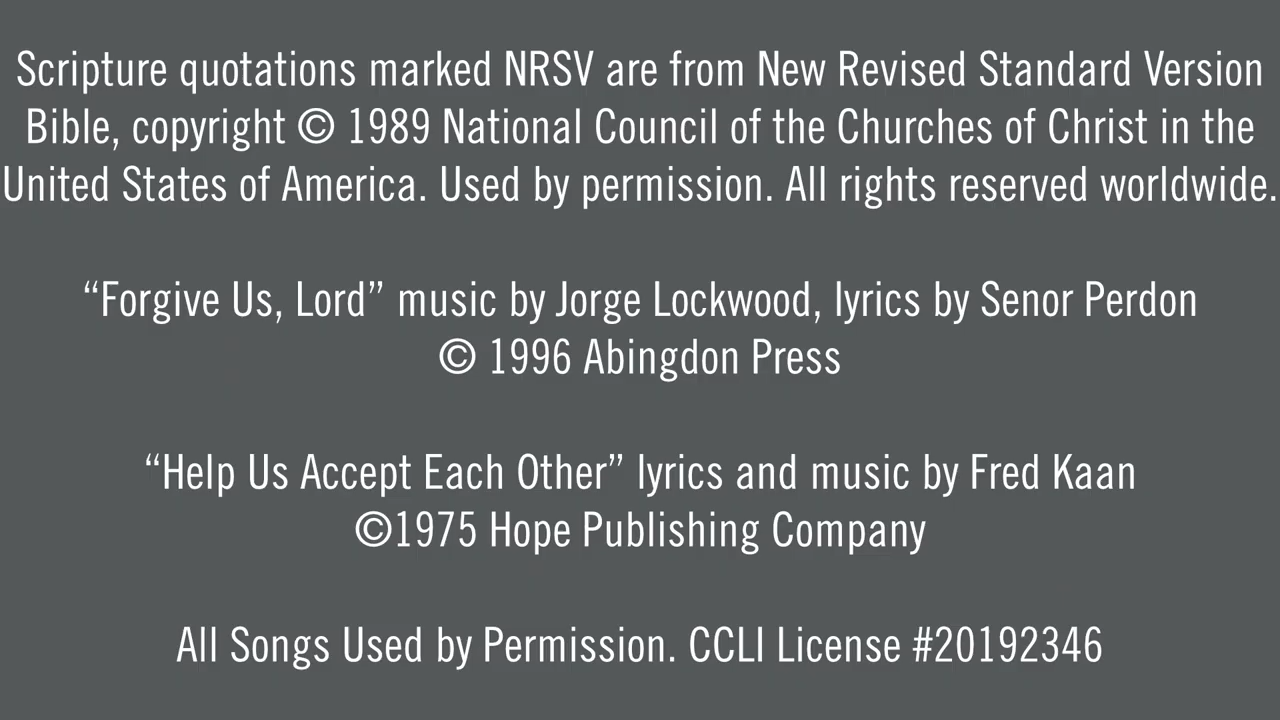 Scripture quotations marked NRSV are from New Revised Standard Version
Bible, copyright © 1989 National Council of the Churches of Christ in the
United States of America. Used by permission. All rights reserved worldwide.
“Forgive Us, Lord” music by Jorge Lockwood, lyrics by Senor Perdon
© 1996 Abingdon Press
“Help Us Accept Each Other” lyrics and music by Fred Kaan
©1975 Hope Publishing Company
All Songs Used by Permission. CCLI License #20192346